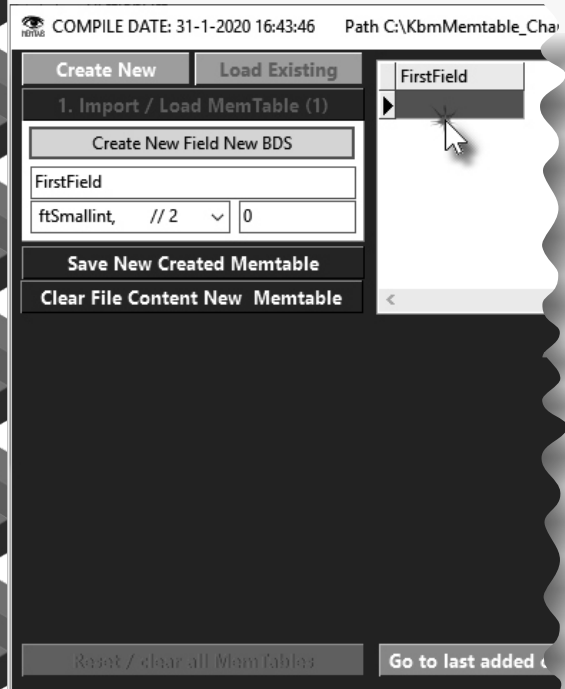 COMPILE DATE: 31-1-2020 16:43:46 Path C:\KbmMemtable_Cha
Create New Load Existing
1. Import / Load MemTable (1)
Create New Field New BDS
FirstField
ftSmallint, // 2 0
Save New Created Memtable
Clear File Content New Memtable
FirstField
Reset / clear all MemTables
Go to last added